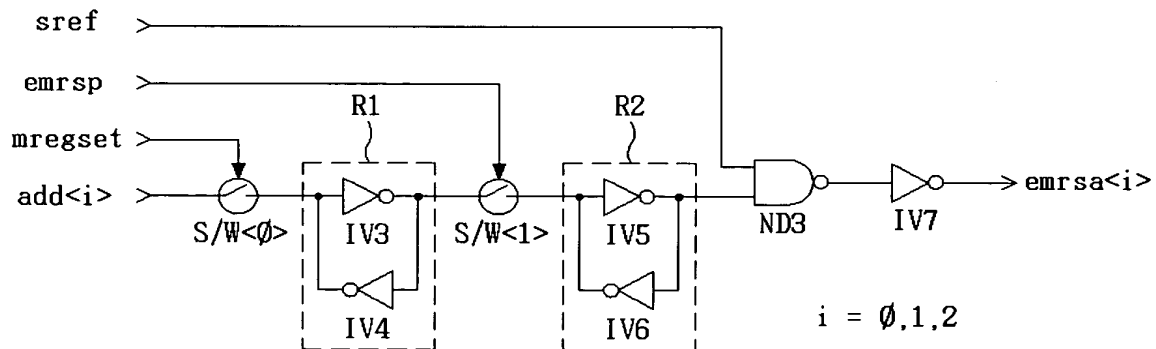 sref
emrsp
R1
R2
mregset
add<i>
S/W<Ø>
IV3
S/W<1>
IV5
ND3
IV7
emrsa<i>
IV4
IV6
i = Ø,1,2